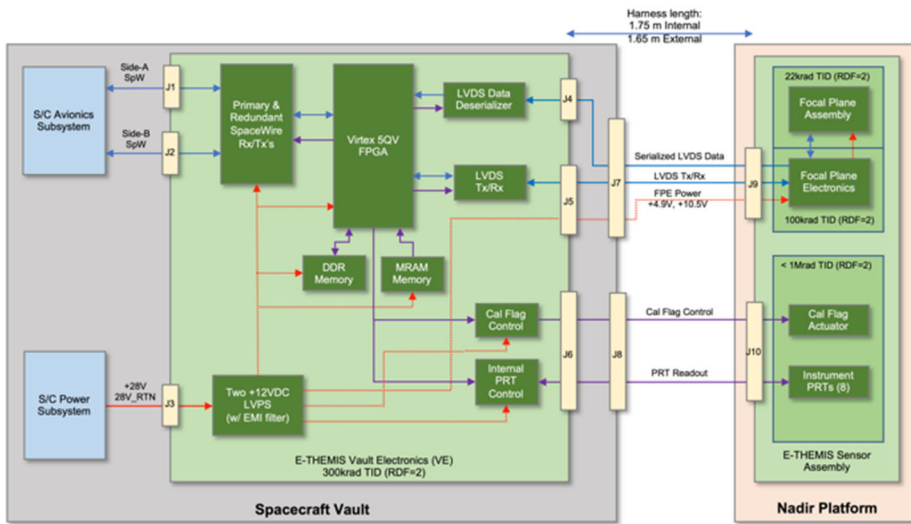 Harness length:
1.75 m Internal
1.65 m External
S/C Avionics
Subsystem
Side-A
SpW
Side-B
SpW
J1
J2
Primary &
Redundant
SpaceWire
Rx/Tx's
Virtex 5QV
FPGA
LVDS Data
Deserializer
LVDS
Tx/Rx
DDR
Memory
MRAM
Memory
J4
J5
J7
Serialized LVDS Data
LVDS Tx/Rx
FPE Power
+4.9V, +10.5V
J9
22krad TID (RDF=2)
Focal Plane
Assembly
Focal Plane
Electronics
100krad TID (RDF=2)
S/C Power
Subsystem
+28V
28V_RTN
J3
Two +12VDC
LVPS
(w/ EMI filter)
Cal Flag
Control
Internal
PRT
Control
J6
J8
Cal Flag Control
PRT Readout
J10
< 1Mrad TID (RDF=2)
Cal Flag
Actuator
Instrument
PRTs (8)
E-THEMIS Vault Electronics (VE)
300krad TID (RDF=2)
E-THEMIS Sensor
Assembly
Spacecraft Vault
Nadir Platform